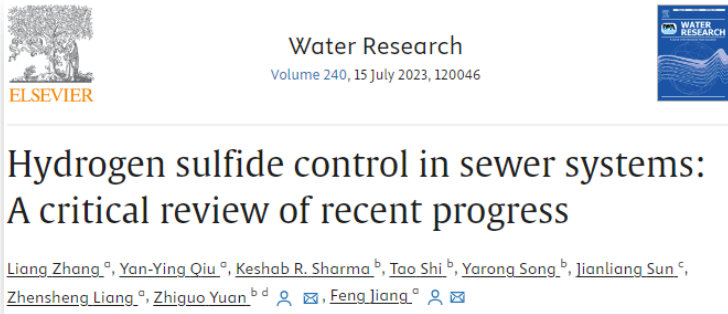 ELSEVIER
Water Research
Volume 240, 15 July 2023, 120046
WATER
RESEARCH
Hydrogen sulfide control in sewer systems:
A critical review of recent progress
Liang Zhang a, Yan-Ying Qiu a, Keshab R. Sharma b, Tao Shi b, Yarong Song b, Jianliang Sun c,
Zhensheng Liang a, Zhiguo Yuan b d, Feng Jiang a